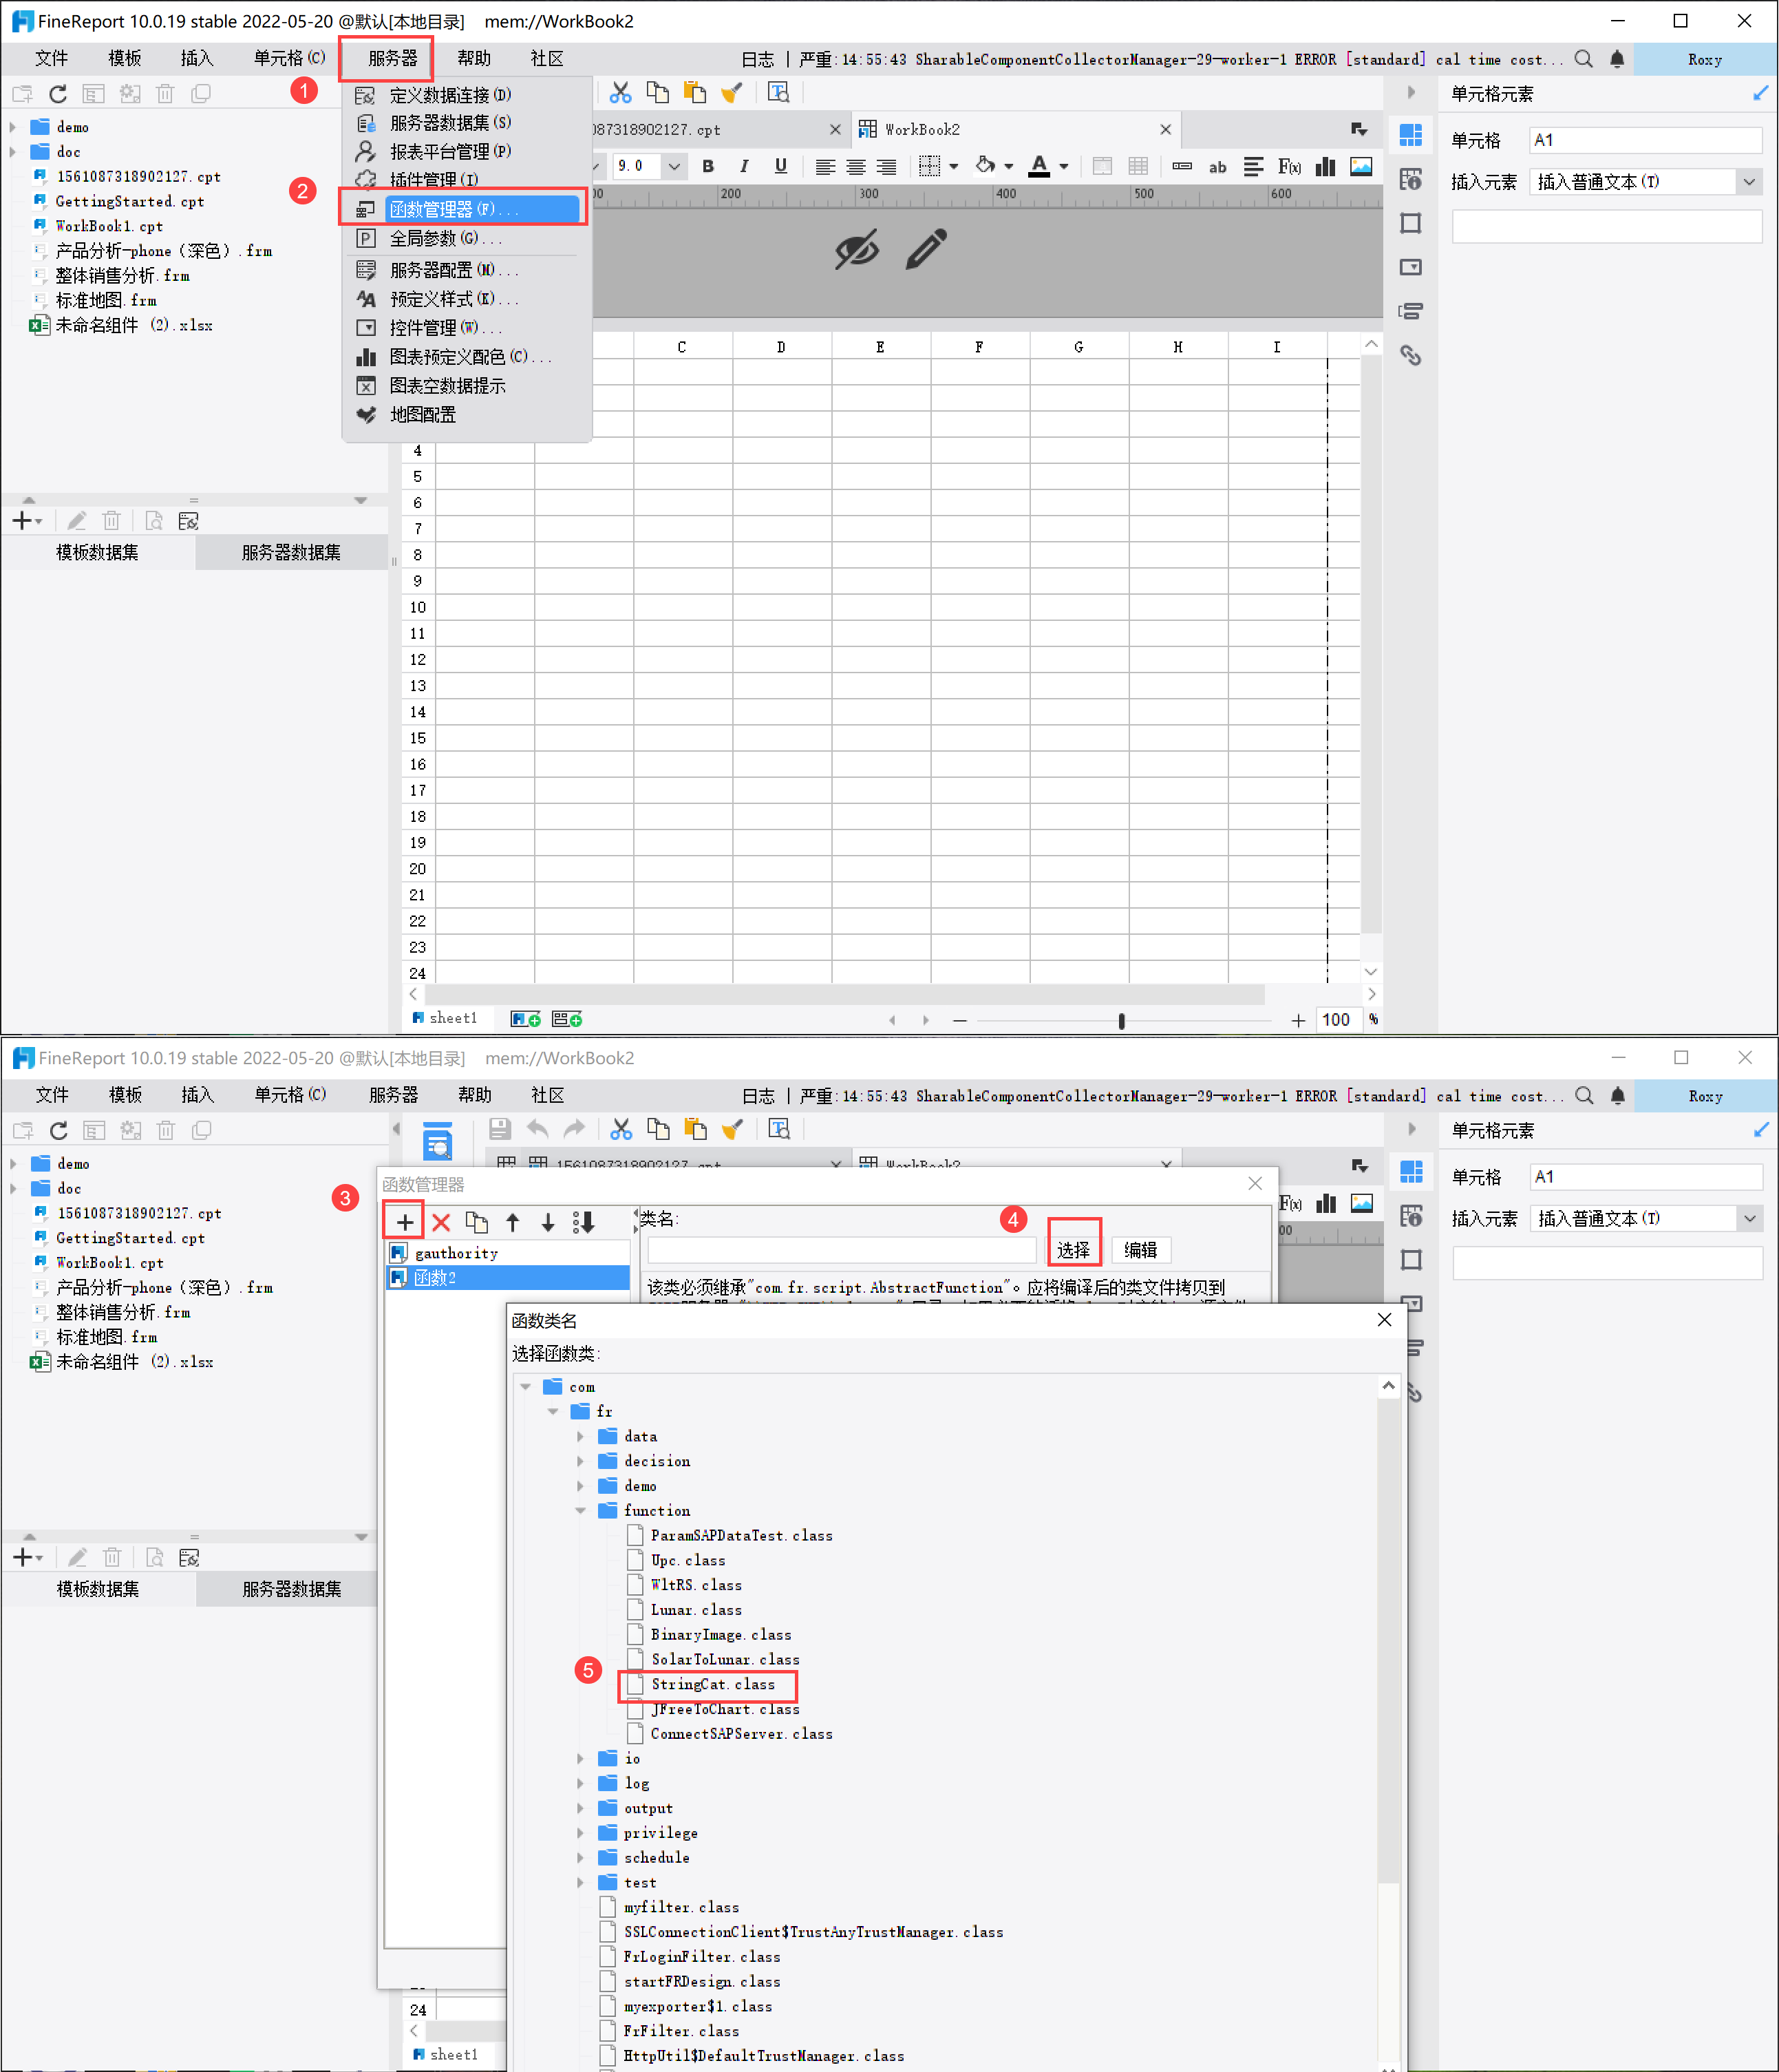 FineReport 10.0.19 stable 2022-05-20 @默认[本地目录] mem://WorkBook2
文件 模板 插入 单元格(C) 服务器 帮助 社区 日志 | 严重:14:55:43 SharableComponentCollectorManager-29-worker-1 ERROR [standard] cal time cost... Roxy
1
定义数据连接(D)
服务器数据集(S)
报表平台管理(P)
插件管理(I)
2
函数管理器(F)...
全局参数(G)...
服务器配置(M)...
预定义样式(K)...
控件管理(W)...
图表预定义配色(C)...
图表空数据提示
地图配置
demo
doc
1561087318902127.cpt
GettingStarted.cpt
WorkBook1.cpt
产品分析-phone（深色）.frm
整体销售分析.frm
标准地图.frm
未命名组件 (2).xlsx
模板数据集 服务器数据集
087318902127.cpt WorkBook2
9.0 B I U ab F(x)
00 200 300 400 500 600
C D E F G H I
4
5
6
7
8
9
10
11
12
13
14
15
16
17
18
19
20
21
22
23
24
sheet1 100 %
单元格元素
单元格 A1
插入元素 插入普通文本(T)
FineReport 10.0.19 stable 2022-05-20 @默认[本地目录] mem://WorkBook2
文件 模板 插入 单元格(C) 服务器 帮助 社区 日志 | 严重:14:55:43 SharableComponentCollectorManager-29-worker-1 ERROR [standard] cal time cost... Roxy
demo
doc
1561087318902127.cpt
GettingStarted.cpt
WorkBook1.cpt
产品分析-phone（深色）.frm
整体销售分析.frm
标准地图.frm
未命名组件 (2).xlsx
模板数据集 服务器数据集
1561087318902127.cpt WorkBook2
函数管理器
3
gauthority
函数2
类名:
4
选择 编辑
该类必须继承"com.fr.script.AbstractFunction"。应将编译后的类文件拷贝到
函数类名
选择函数类:
com
fr
data
decision
demo
function
ParamSAPDataTest.class
Upc.class
WltRS.class
Lunar.class
BinaryImage.class
SolarToLunar.class
5
StringCat.class
JFreeToChart.class
ConnectSAPServer.class
io
log
output
privilege
schedule
test
myfilter.class
SSLConnectionClient$TrustAnyTrustManager.class
FrLoginFilter.class
startFRDesign.class
myexporter$1.class
FrFilter.class
HttpUtil$DefaultTrustManager.class
24
sheet1
F(x)
00
单元格元素
单元格 A1
插入元素 插入普通文本(T)